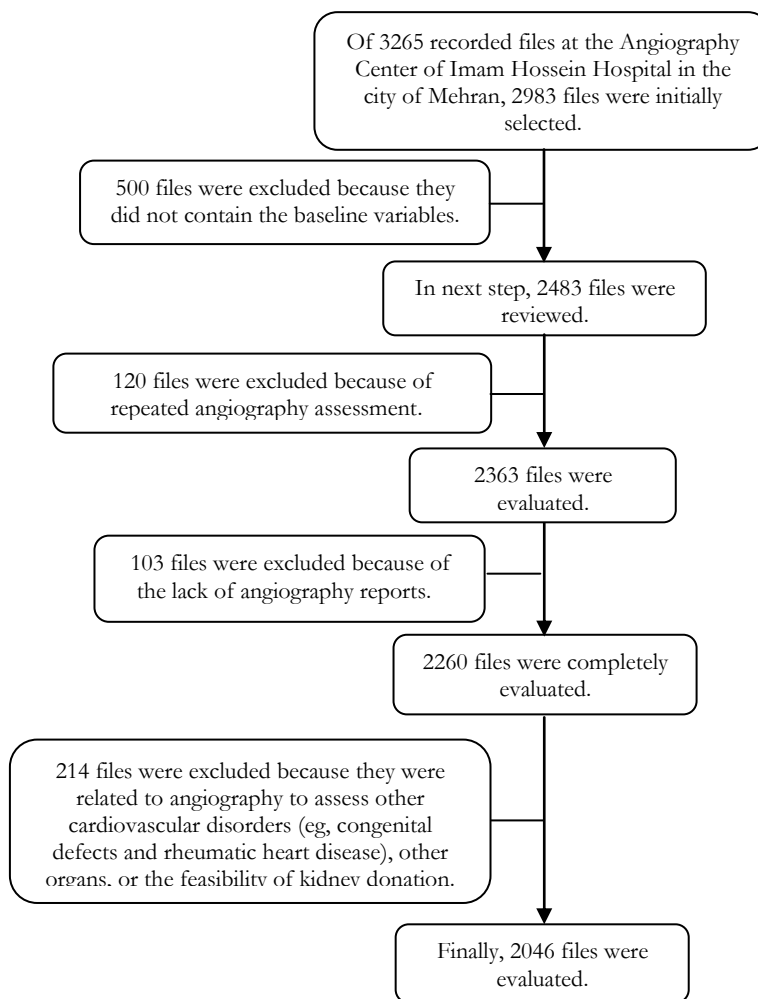 Of 3265 recorded files at the Angiography
Center of Imam Hossein Hospital in the
city of Mehran, 2983 files were initially
selected.
500 files were excluded because they
did not contain the baseline variables.
In next step, 2483 files were
reviewed.
120 files were excluded because of
repeated angiography assessment.
2363 files were
evaluated.
103 files were excluded because of
the lack of angiography reports.
2260 files were completely
evaluated.
214 files were excluded because they were
related to angiography to assess other
cardiovascular disorders (eg, congenital
defects and rheumatic heart disease), other
organs, or the feasibility of kidney donation.
Finally, 2046 files were
evaluated.